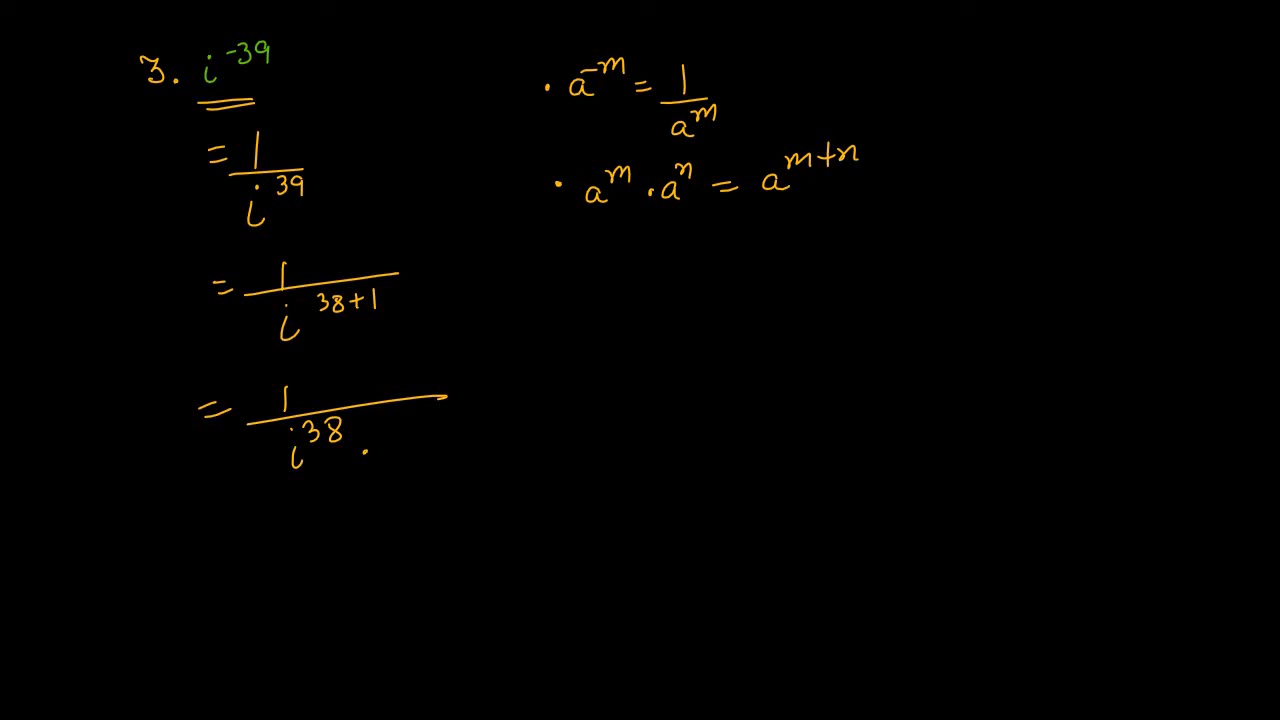 3. i^-39
= 1/i^39
= 1/i^38+1
= 1/i^38 .
· a^-m = 1/a^m
· a^m . a^n = a^m+n